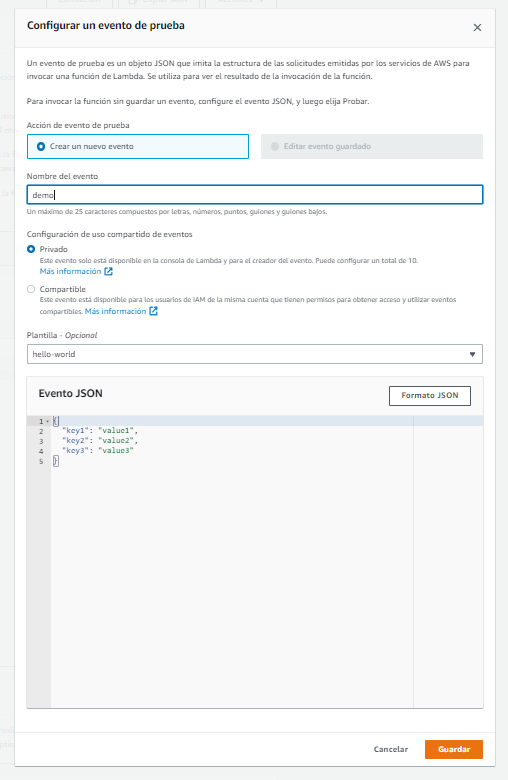 Configurar un evento de prueba
Un evento de prueba es un objeto JSON que imita la estructura de las solicitudes emitidas por los servicios de AWS para
invocar una función de Lambda. Se utiliza para ver el resultado de la invocación de la función.
Para invocar la función sin guardar un evento, configure el evento JSON, y luego elija Probar.
Acción de evento de prueba
Crear un nuevo evento
Editar evento guardado
Nombre del evento
demo
Un máximo de 25 caracteres compuestos por letras, números, puntos, guiones y guiones bajos.
Configuración de uso compartido de eventos
Privado
Este evento solo está disponible en la consola de Lambda y para el creador del evento. Puede configurar un total de 10.
Más información
Compartible
Este evento está disponible para los usuarios de IAM de la misma cuenta que tienen permisos para obtener acceso y utilizar eventos
compartibles. Más información
Plantilla - Opcional
hello-world
Evento JSON
Formato JSON
1 {
2 "key1": "value1",
3 "key2": "value2",
4 "key3": "value3"
5 }
Cancelar
Guardar